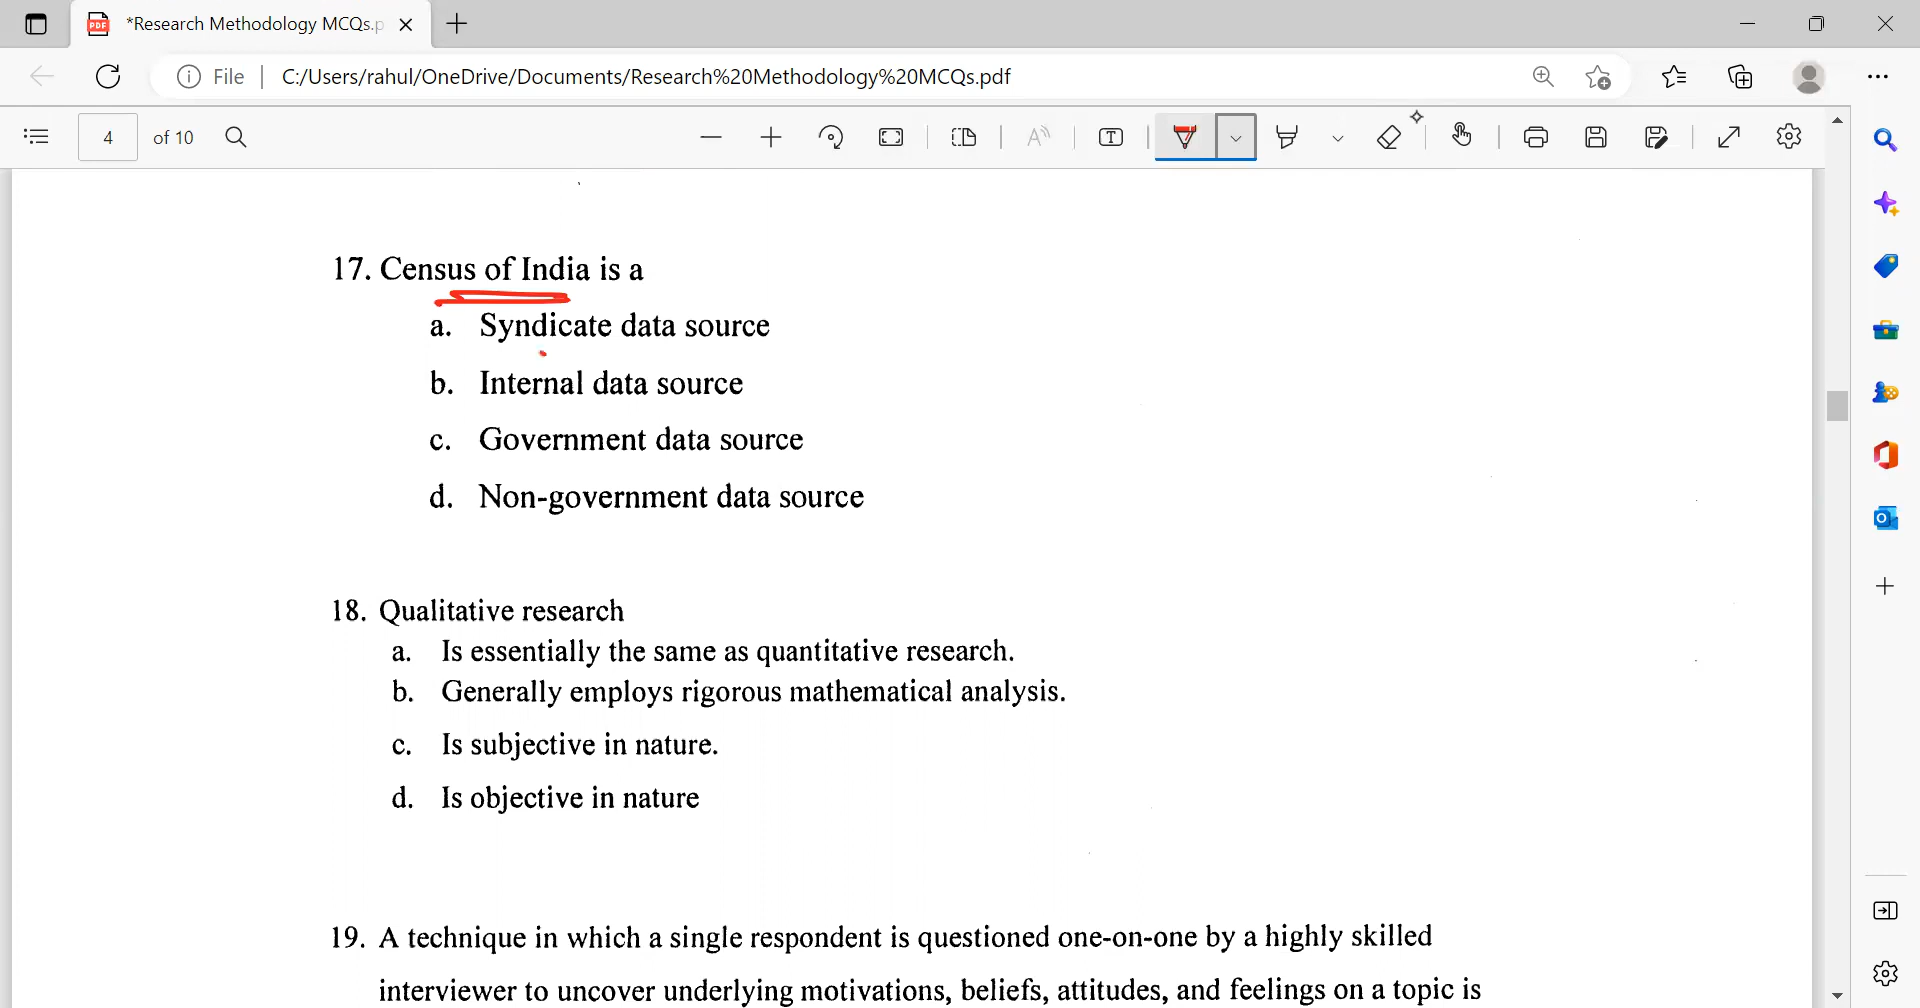 *Research Methodology MCQs.p
File
C:/Users/rahul/OneDrive/Documents/Research%20Methodology%20MCQs.pdf
4 of 10
17. Census of India is a
a. Syndicate data source
b. Internal data source
c. Government data source
d. Non-government data source
18. Qualitative research
a. Is essentially the same as quantitative research.
b. Generally employs rigorous mathematical analysis.
c. Is subjective in nature.
d. Is objective in nature
19. A technique in which a single respondent is questioned one-on-one by a highly skilled
interviewer to uncover underlying motivations, beliefs, attitudes, and feelings on a topic is